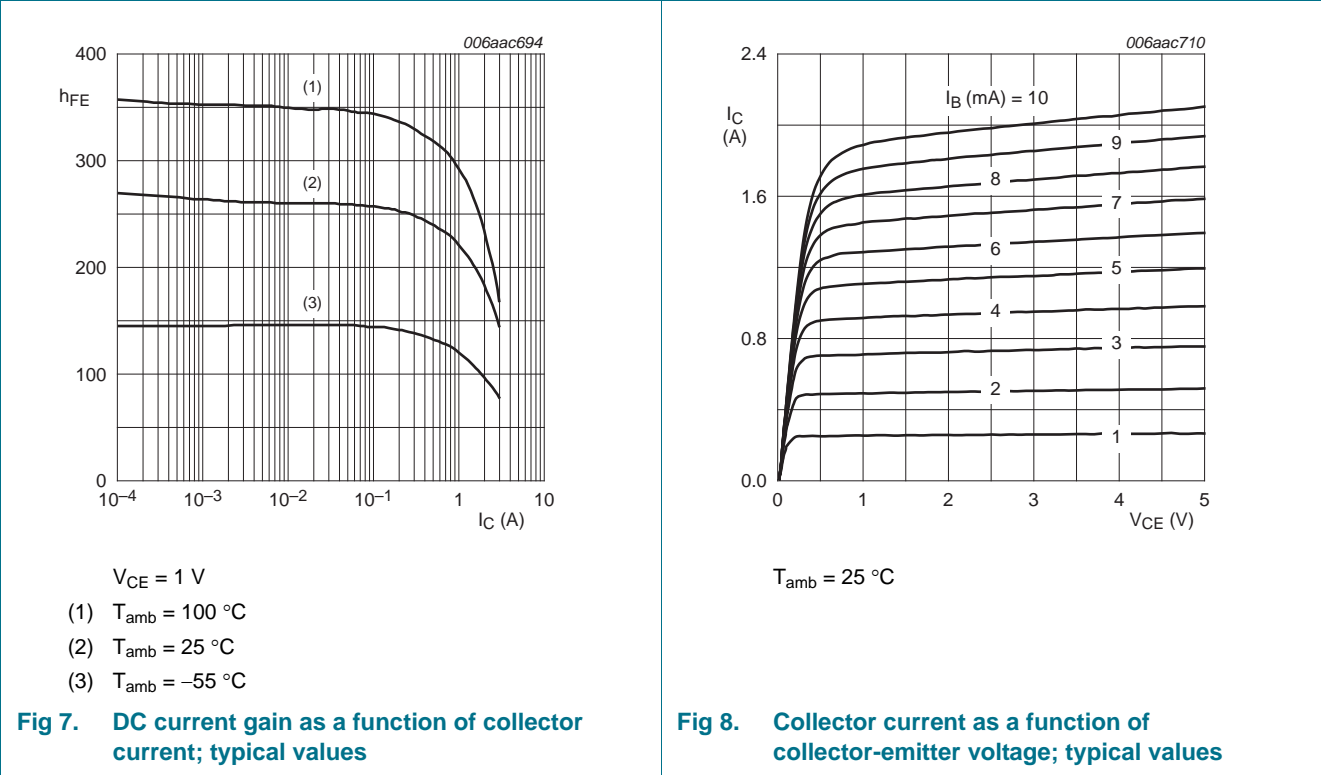 006aac694
400
hFE
300
200
100
0
(1)
(2)
(3)
10–4 10–3 10–2 10–1 1 10
IC (A)
VCE = 1 V
(1) Tamb = 100 °C
(2) Tamb = 25 °C
(3) Tamb = −55 °C
Fig 7. DC current gain as a function of collector
current; typical values
006aac710
2.4
IC
(A)
1.6
0.8
0.0
IB (mA) = 10
9
8
7
6
5
4
3
2
1
0 1 2 3 4 5
VCE (V)
Tamb = 25 °C
Fig 8. Collector current as a function of
collector-emitter voltage; typical values